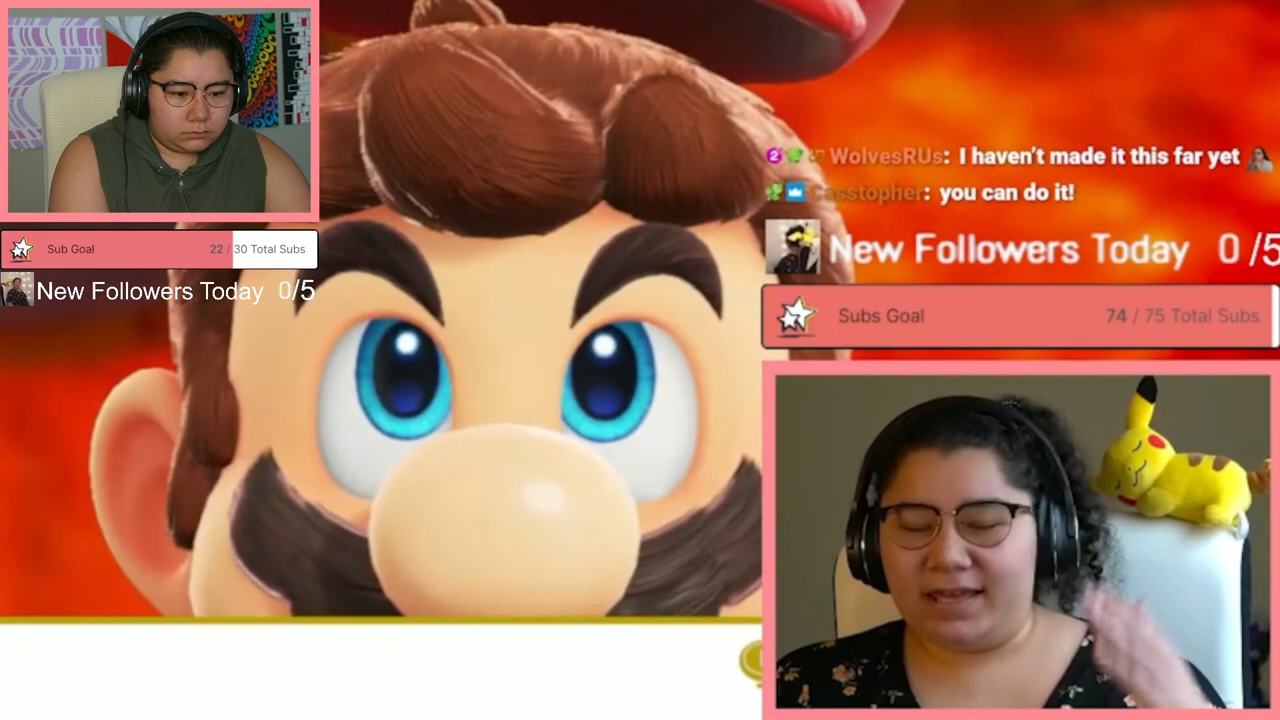 Sub Goal 22 / 30 Total Subs
New Followers Today 0/5
WolvesRUs: I haven't made it this far yet
you can do it!
New Followers Today 0 /5
Subs Goal 74 / 75 Total Subs